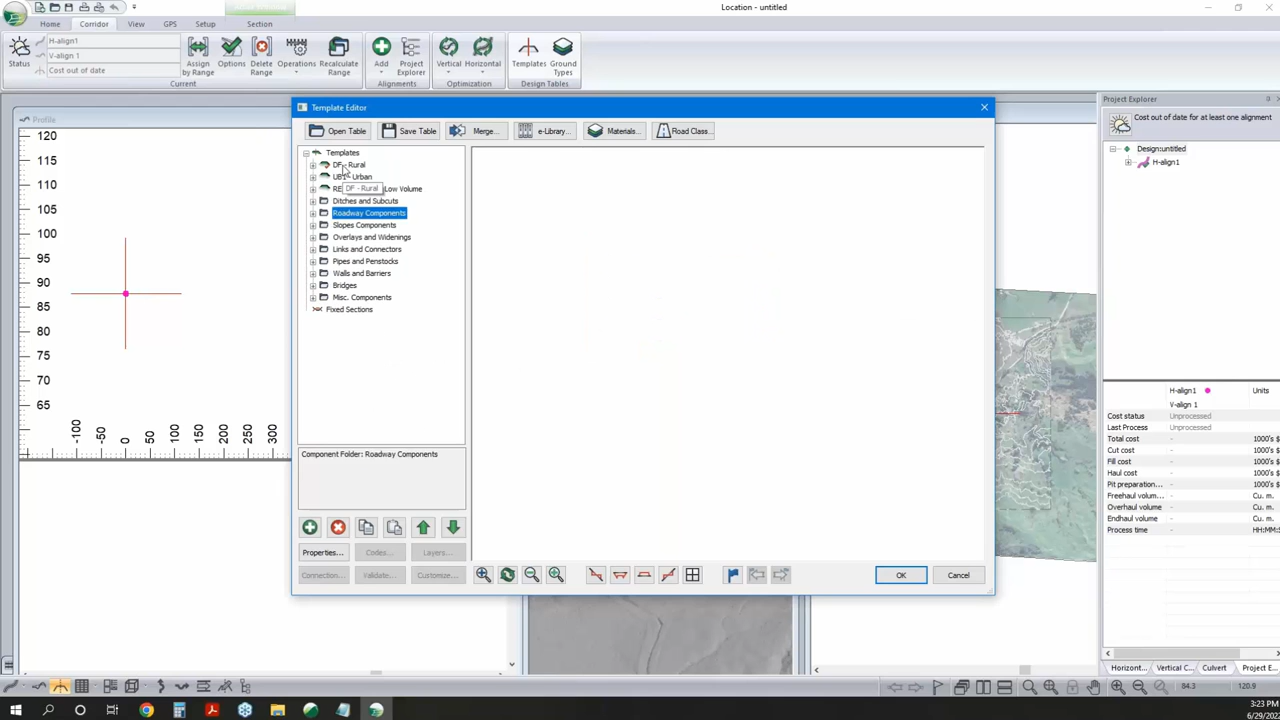 Location - untitled
Home Corridor View GPS Setup Section
Status
H-align1
V-align 1
Cost out of date
Assign by Range
Options
Delete Range
Operations
Recalculate Range
Add
Project Explorer
Vertical
Horizontal
Templates
Ground Types
Current
Alignments
Optimization
Design Tables
Profile
120
115
110
105
100
95
90
85
80
75
70
65
-100 -50 0 50 100 150 200 250 300
Template Editor
Open Table Save Table Merge... e-Library... Materials... Road Class...
Templates
DF - Rural
Urban
DF - Rural
Low Volume
Ditches and Subcuts
Roadway Components
Slopes Components
Overlays and Widenings
Links and Connectors
Pipes and Penstocks
Walls and Barriers
Bridges
Misc. Components
Fixed Sections
Component Folder: Roadway Components
Properties... Codes... Layers...
Connection... Validate... Customize...
OK Cancel
Project Explorer
Cost out of date for at least one alignment
Design:untitled
H-align1
H-align1 Units
V-align 1
Cost status Unprocessed
Last Process Unprocessed
Total cost - 1000's $
Cut cost - 1000's $
Fill cost - 1000's $
Haul cost - 1000's $
Pit preparation... - 1000's $
Freehaul volum... - Cu. m.
Overhaul volume - Cu. m.
Endhaul volume - Cu. m.
Process time - HH:MM:S
Horizont... Vertical C... Culvert Project E...
84.3 120.9
3:23 PM
6/29/202